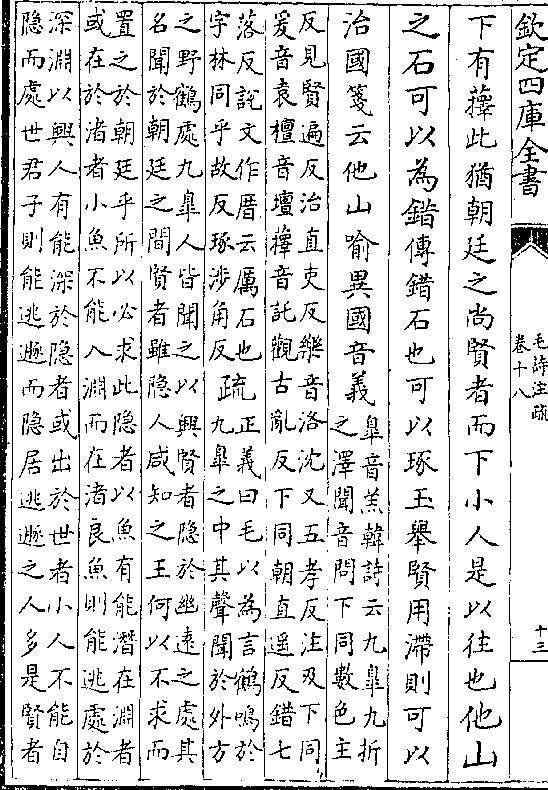 欽定四庫全書
毛詩注疏
卷十八
十三
下有蘀此猶朝廷之尚賢者而下小人是以往也他山
之石可以為錯傳錯石也可以琢玉舉賢用滯則可以
治國箋云他山喻異國音義
臯音羔韓詩云九臯九折
之澤聞音問下同數色主
反見賢遍反治直吏反樂音洛沈又五孝反注及下同
爰音袁檀音壇蘀音託觀古亂反下同朝直遥反錯七
落反說文作厝云厲石也
字林同乎故反琢涉角反
疏
正義曰毛以為言鶴鳴於
九臯之中其聲聞於外方
之野鶴處九臯人皆聞之以興賢者隱於幽遠之處其
名聞於朝廷之間賢者雖隱人咸知之王何以不求而
置之於朝廷乎所以必求此隱者以魚有能潛在淵者
或在於渚者小魚不能入淵而在渚良魚則能逃處於
深淵以興人有能深於隱者或出於世者小人不能自
隱而處世君子則能逃遯而隱居逃遯之人多是賢者